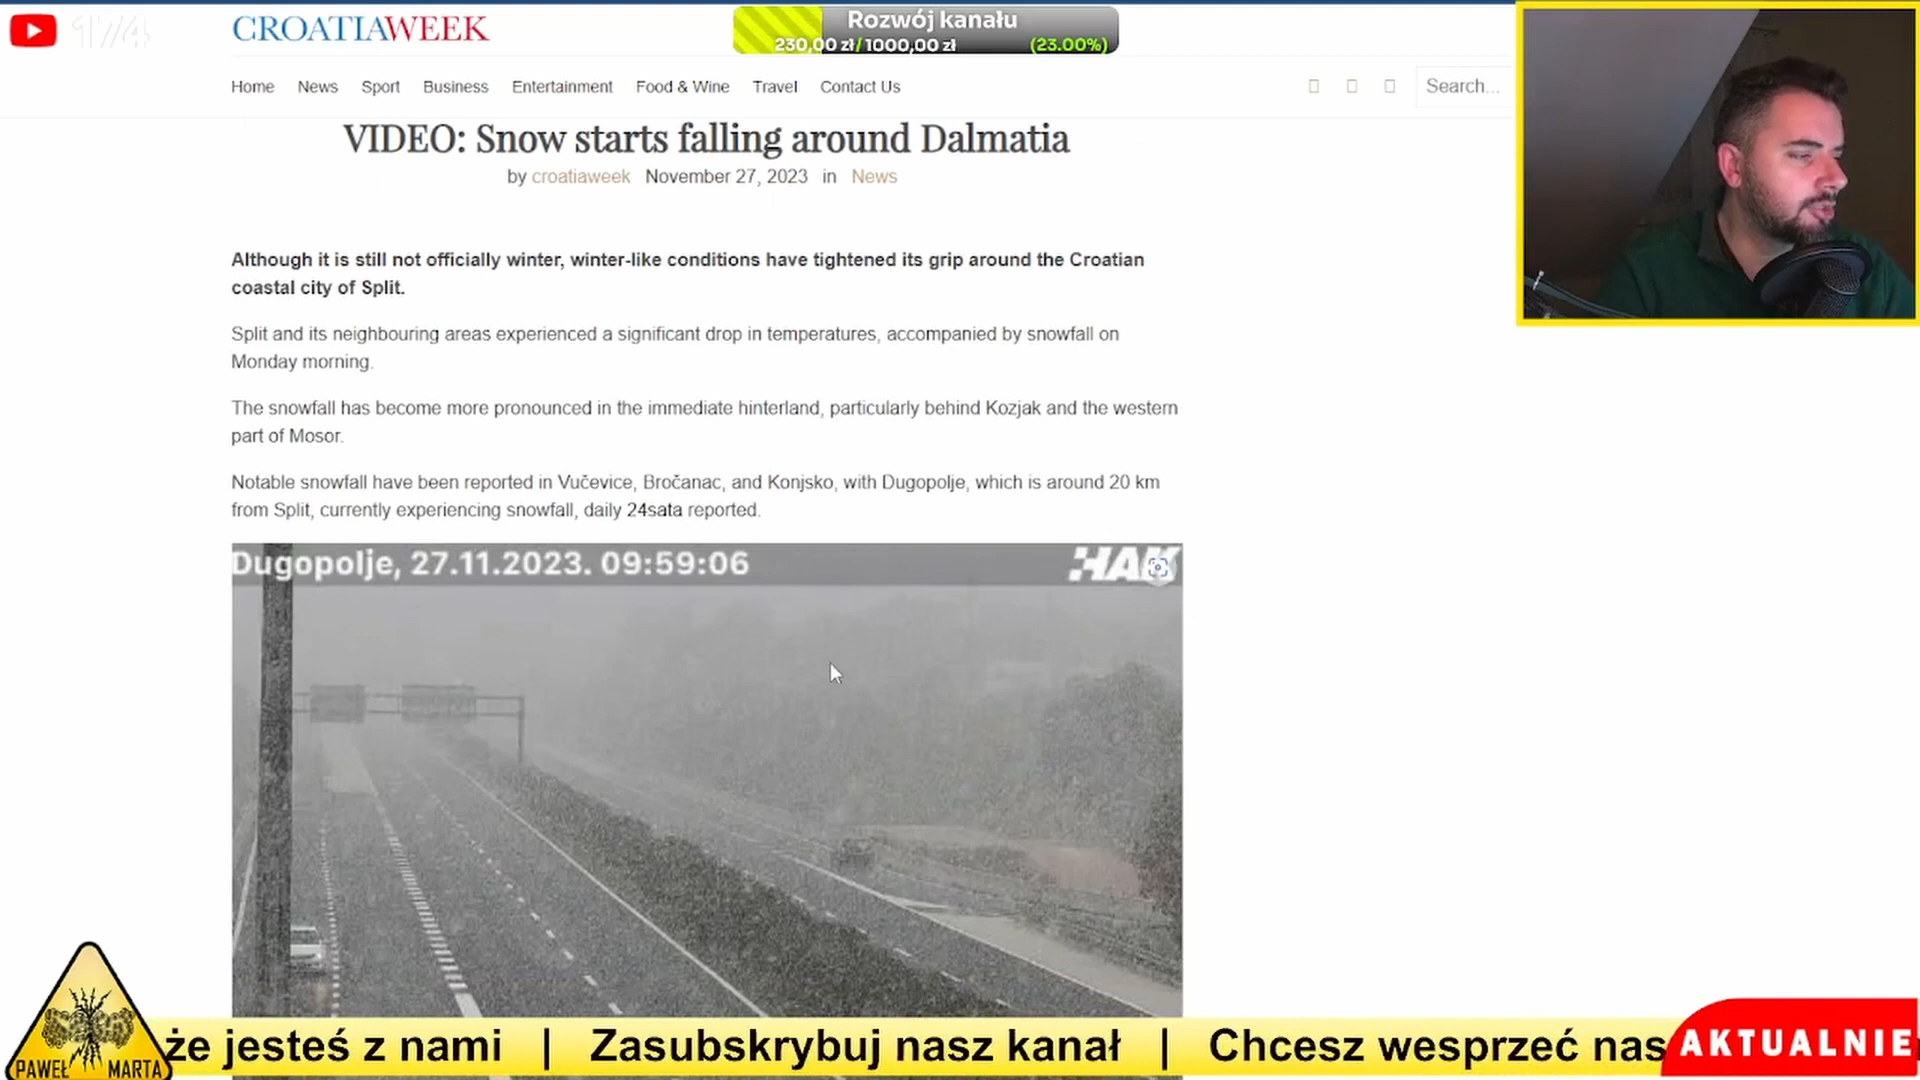 174
CROATIAWEEK
Rozwój kanału
230,00 zł/1000,00 zł (23.00%)
Home News Sport Business Entertainment Food & Wine Travel Contact Us
Search...
VIDEO: Snow starts falling around Dalmatia
by croatiaweek November 27, 2023 in News
Although it is still not officially winter, winter-like conditions have tightened its grip around the Croatian
coastal city of Split.
Split and its neighbouring areas experienced a significant drop in temperatures, accompanied by snowfall on
Monday morning.
The snowfall has become more pronounced in the immediate hinterland, particularly behind Kozjak and the western
part of Mosor.
Notable snowfall have been reported in Vučevice, Bročanac, and Konjsko, with Dugopolje, which is around 20 km
from Split, currently experiencing snowfall, daily 24sata reported.
Dugopolje, 27.11.2023. 09:59:06
HAK
PAWEŁ MARTA
że jesteś z nami | Zasubskrybuj nasz kanał | Chcesz wesprzeć nas
AKTUALNIE